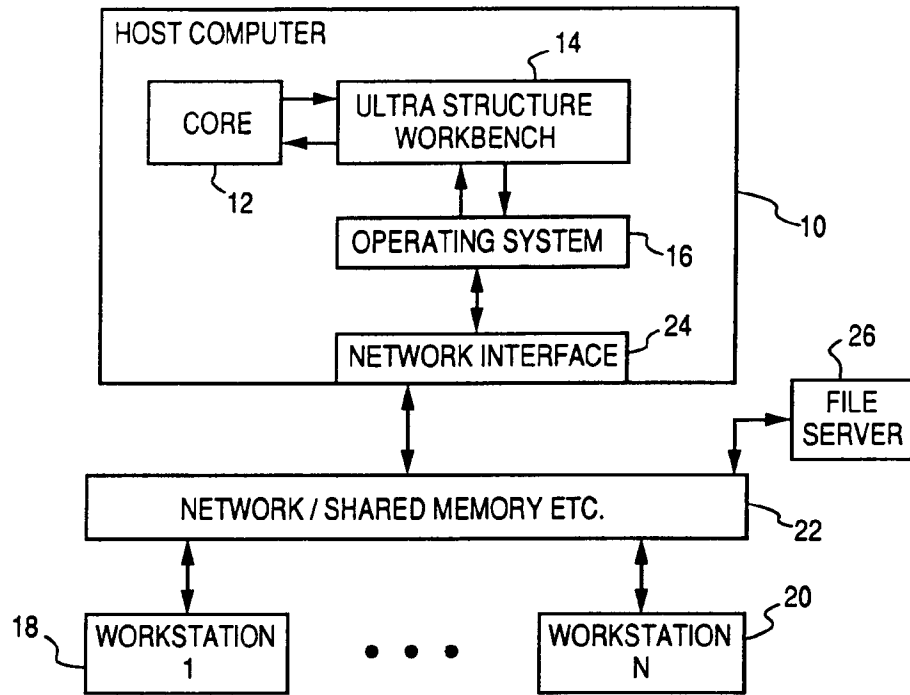 HOST COMPUTER
14
CORE
ULTRA STRUCTURE
WORKBENCH
12
10
OPERATING SYSTEM
16
24
NETWORK INTERFACE
26
FILE
SERVER
NETWORK / SHARED MEMORY ETC.
22
18
WORKSTATION
1
20
WORKSTATION
N